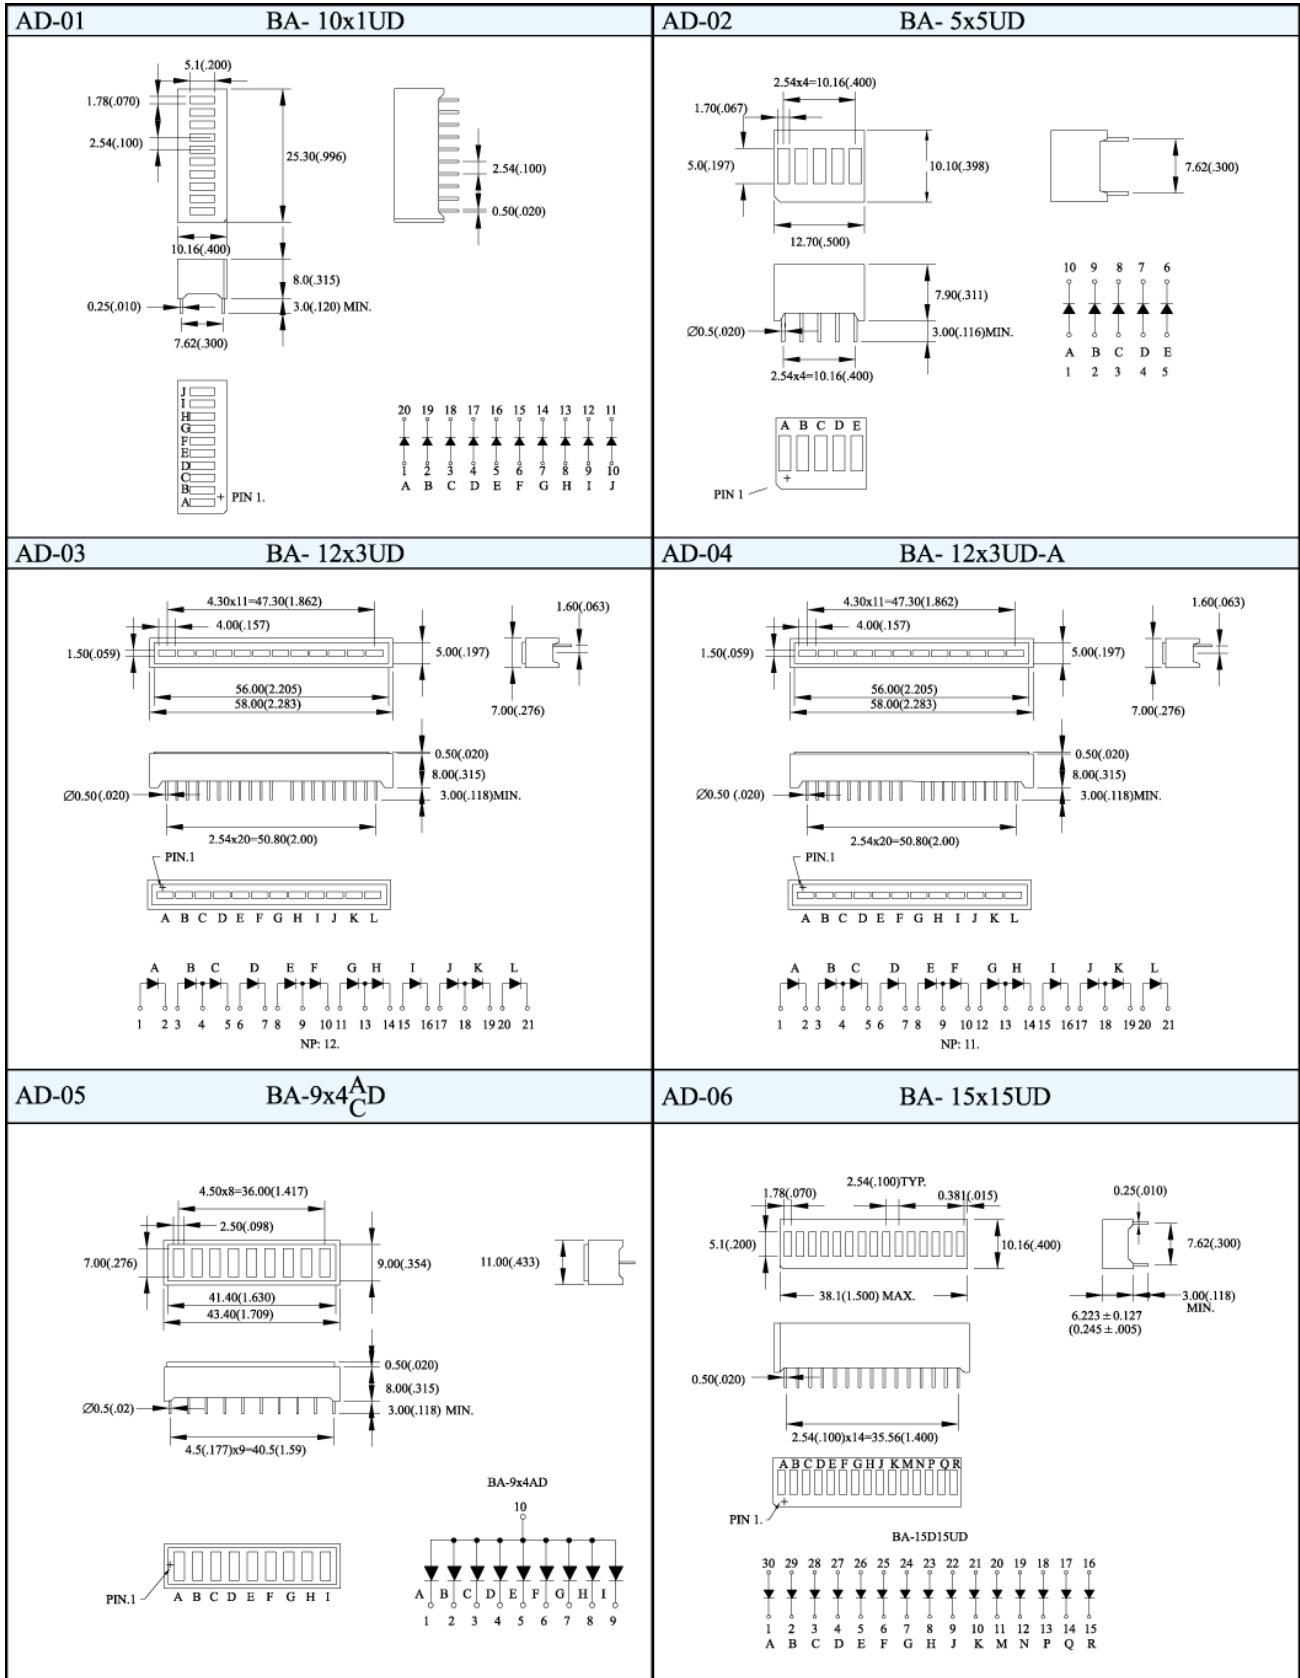 AD-01 BA- 10x1UD
5.1(.200)
1.78(.070)
2.54(.100)
25.30(.996)
10.16(.400)
2.54(.100)
0.50(.020)
8.0(.315)
0.25(.010)
3.0(.120) MIN.
7.62(.300)
J
I
H
G
F
E
D
C
B
A + PIN 1.
20 19 18 17 16 15 14 13 12 11
1 2 3 4 5 6 7 8 9 10
A B C D E F G H I J
AD-02 BA- 5x5UD
2.54x4=10.16(.400)
1.70(.067)
5.0(.197)
10.10(.398)
7.62(.300)
12.70(.500)
7.90(.311)
Ø0.5(.020)
3.00(.116)MIN.
2.54x4=10.16(.400)
10 9 8 7 6
A B C D E
1 2 3 4 5
A B C D E
+
PIN 1
AD-03 BA- 12x3UD
4.30x11=47.30(1.862)
4.00(.157)
1.60(.063)
1.50(.059)
5.00(.197)
56.00(2.205)
58.00(2.283)
7.00(.276)
0.50(.020)
8.00(.315)
Ø0.50(.020)
3.00(.118)MIN.
2.54x20=50.80(2.00)
PIN.1
+
A B C D E F G H I J K L
A B C D E F G H I J K L
1 2 3 4 5 6 7 8 9 10 11 13 14 15 16 17 18 19 20 21
NP: 12.
AD-04 BA- 12x3UD-A
4.30x11=47.30(1.862)
4.00(.157)
1.60(.063)
1.50(.059)
5.00(.197)
56.00(2.205)
58.00(2.283)
7.00(.276)
0.50(.020)
8.00(.315)
Ø0.50 (.020)
3.00(.118)MIN.
2.54x20=50.80(2.00)
PIN.1
+
A B C D E F G H I J K L
A B C D E F G H I J K L
1 2 3 4 5 6 7 8 9 10 12 13 14 15 16 17 18 19 20 21
NP: 11.
AD-05 BA-9x4 A D
C
4.50x8=36.00(1.417)
2.50(.098)
7.00(.276)
9.00(.354)
11.00(.433)
41.40(1.630)
43.40(1.709)
0.50(.020)
8.00(.315)
Ø0.5(.02)
3.00(.118) MIN.
4.5(.177)x9=40.5(1.59)
BA-9x4AD
10
A B C D E F G H I
1 2 3 4 5 6 7 8 9
+
PIN.1
A B C D E F G H I
AD-06 BA- 15x15UD
2.54(.100)TYP.
1.78(.070)
0.381(.015)
0.25(.010)
5.1(.200)
10.16(.400)
7.62(.300)
38.1(1.500) MAX.
3.00(.118)
MIN.
6.223 ± 0.127
(0.245 ± .005)
0.50(.020)
2.54(.100)x14=35.56(1.400)
A B C D E F G H J K M N P Q R
+
PIN 1.
BA-15D15UD
30 29 28 27 26 25 24 23 22 21 20 19 18 17 16
1 2 3 4 5 6 7 8 9 10 11 12 13 14 15
A B C D E F G H J K M N P Q R